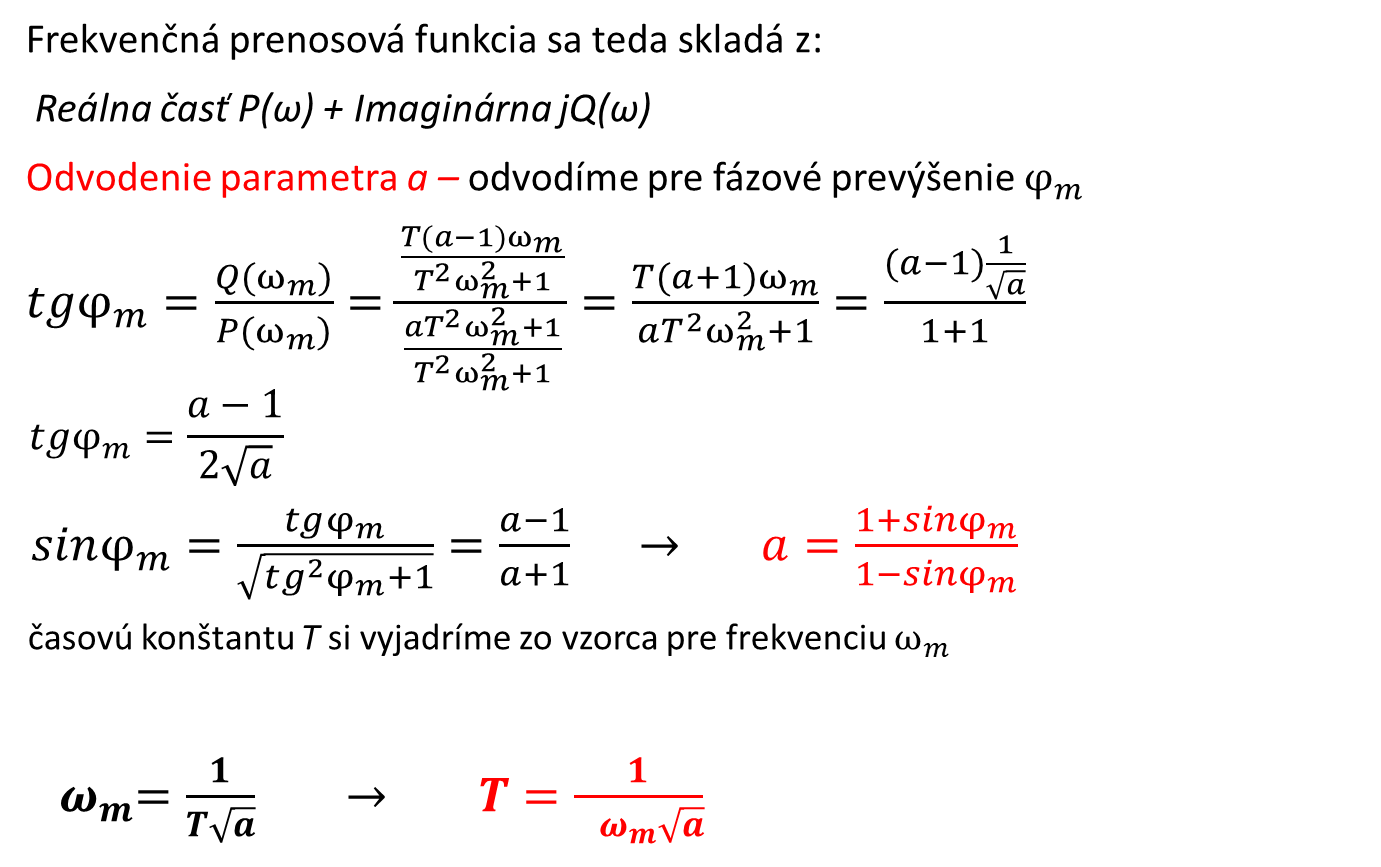 Frekvenčná prenosová funkcia sa teda skladá z:
Reálna časť P(ω) + Imaginárna jQ(ω)
Odvodenie parametra a – odvodíme pre fázové prevýšenie φₘ
tgφₘ = Q(ωₘ)/P(ωₘ) = (T(a−1)ωₘ/(T²ωₘ²+1))/((aT²ωₘ²+1)/(T²ωₘ²+1)) = T(a+1)ωₘ/(aT²ωₘ²+1) = ((a−1)1/√a)/(1+1)
tgφₘ = (a − 1)/(2√a)
sinφₘ = tgφₘ/√(tg²φₘ+1) = (a−1)/(a+1) → a = (1+sinφₘ)/(1−sinφₘ)
časovú konštantu T si vyjadríme zo vzorca pre frekvenciu ωₘ
ωₘ= 1/(T√a) → T = 1/(ωₘ√a)